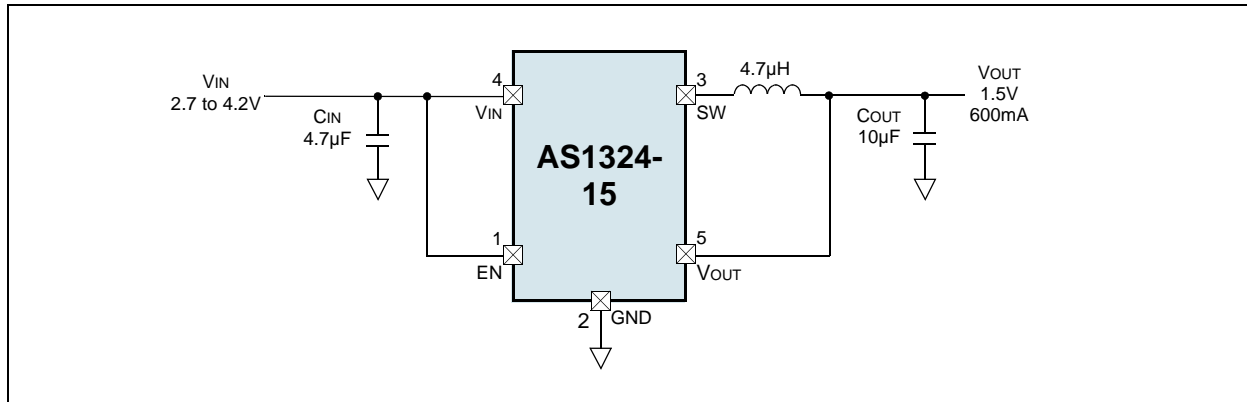 VIN
2.7 to 4.2V
CIN
4.7µF
4
VIN
1
EN
AS1324-
15
2
GND
3
SW
4.7µH
5
VOUT
COUT
10µF
VOUT
1.5V
600mA